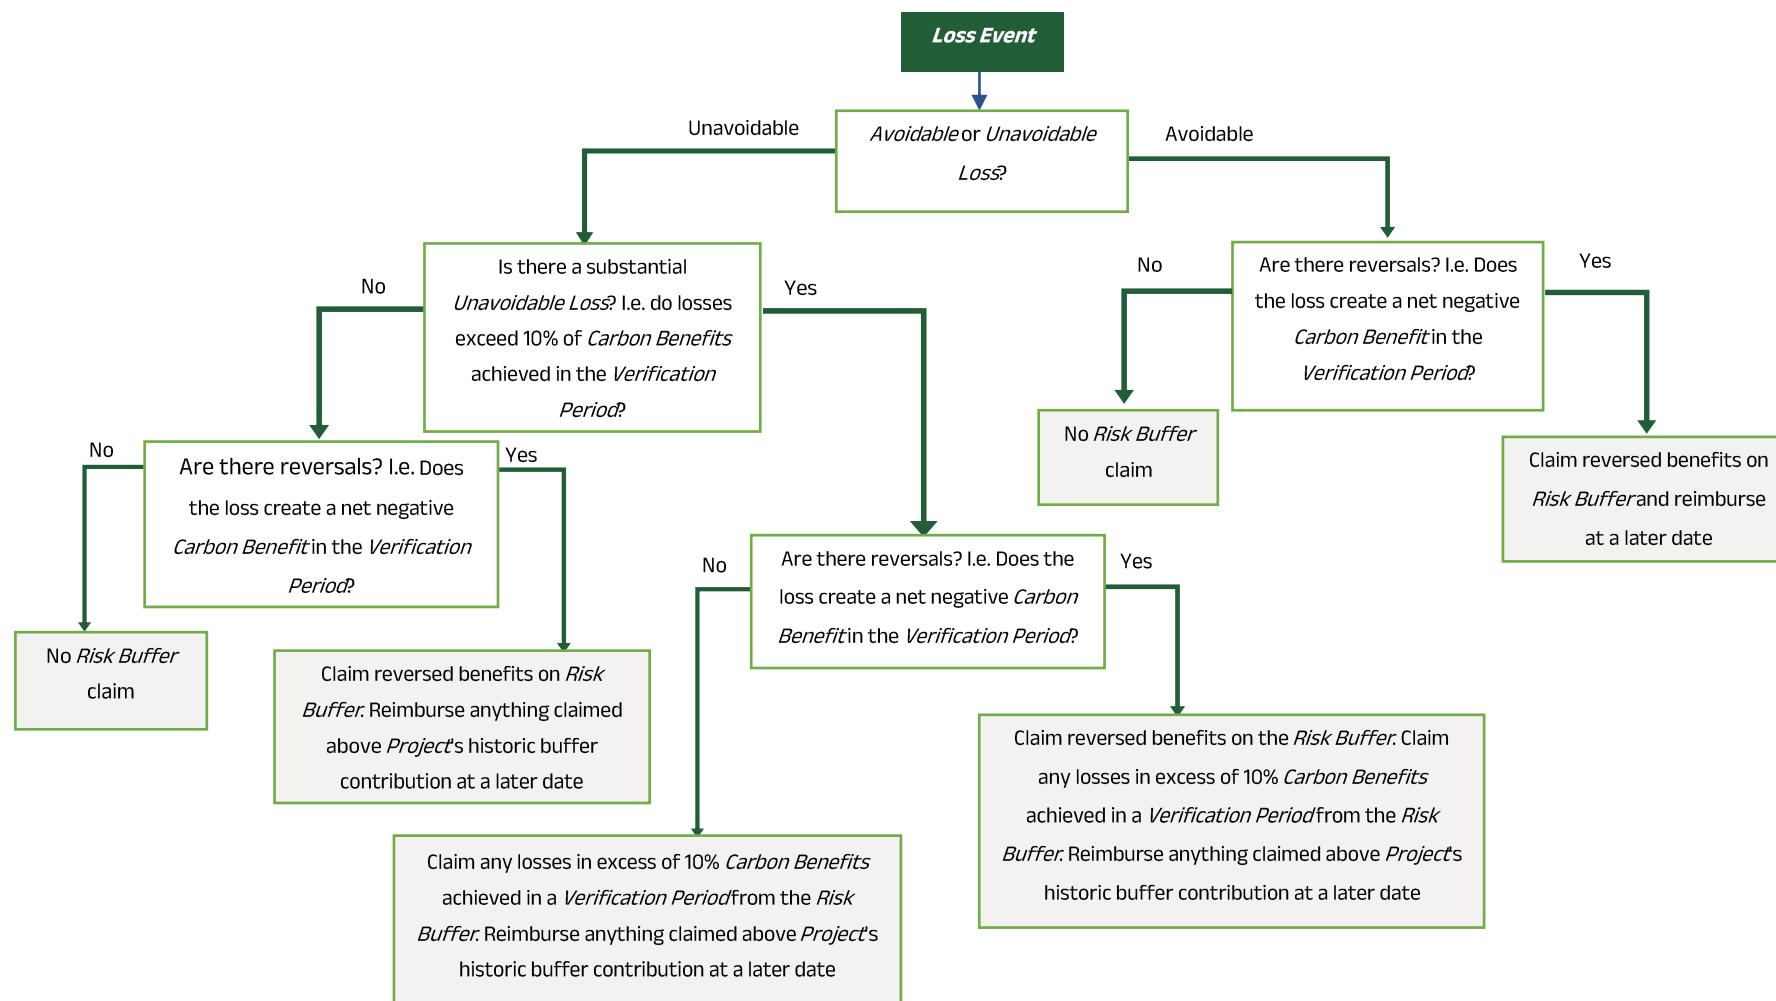 Loss Event
Avoidable or Unavoidable
Loss?
Unavoidable
Avoidable
Is there a substantial
Unavoidable Loss? I.e. do losses
exceed 10% of Carbon Benefits
achieved in the Verification
Period?
No
Yes
Are there reversals? I.e. Does
the loss create a net negative
Carbon Benefit in the
Verification Period?
No
Yes
No Risk Buffer
claim
Claim reversed benefits on
Risk Buffer and reimburse
at a later date
Are there reversals? I.e. Does
the loss create a net negative
Carbon Benefit in the Verification
Period?
No
Yes
No Risk Buffer
claim
Claim reversed benefits on Risk
Buffer. Reimburse anything claimed
above Project's historic buffer
contribution at a later date
Are there reversals? I.e. Does the
loss create a net negative Carbon
Benefit in the Verification Period?
No
Yes
Claim any losses in excess of 10% Carbon Benefits
achieved in a Verification Period from the Risk
Buffer. Reimburse anything claimed above Project's
historic buffer contribution at a later date
Claim reversed benefits on the Risk Buffer. Claim
any losses in excess of 10% Carbon Benefits
achieved in a Verification Period from the Risk
Buffer. Reimburse anything claimed above Project's
historic buffer contribution at a later date